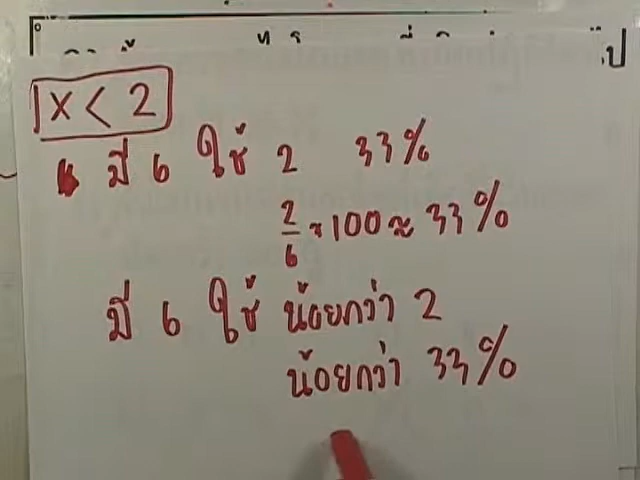 x < 2
มี 6 ใช้ 2 33%
2/6 × 100 ≈ 33%
มี 6 ใช้ น้อยกว่า 2
น้อยกว่า 33%